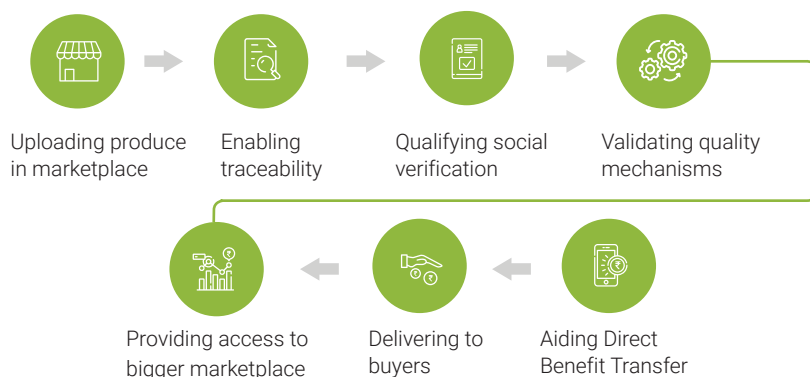 Uploading produce
in marketplace
Enabling
traceability
Qualifying social
verification
Validating quality
mechanisms
Providing access to
bigger marketplace
Delivering to
buyers
Aiding Direct
Benefit Transfer